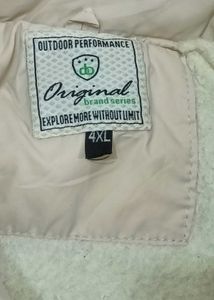 OUTDOOR PERFORMANCE
Original
brand series
EXPLORE MORE WITHOUT LIMIT
4XL